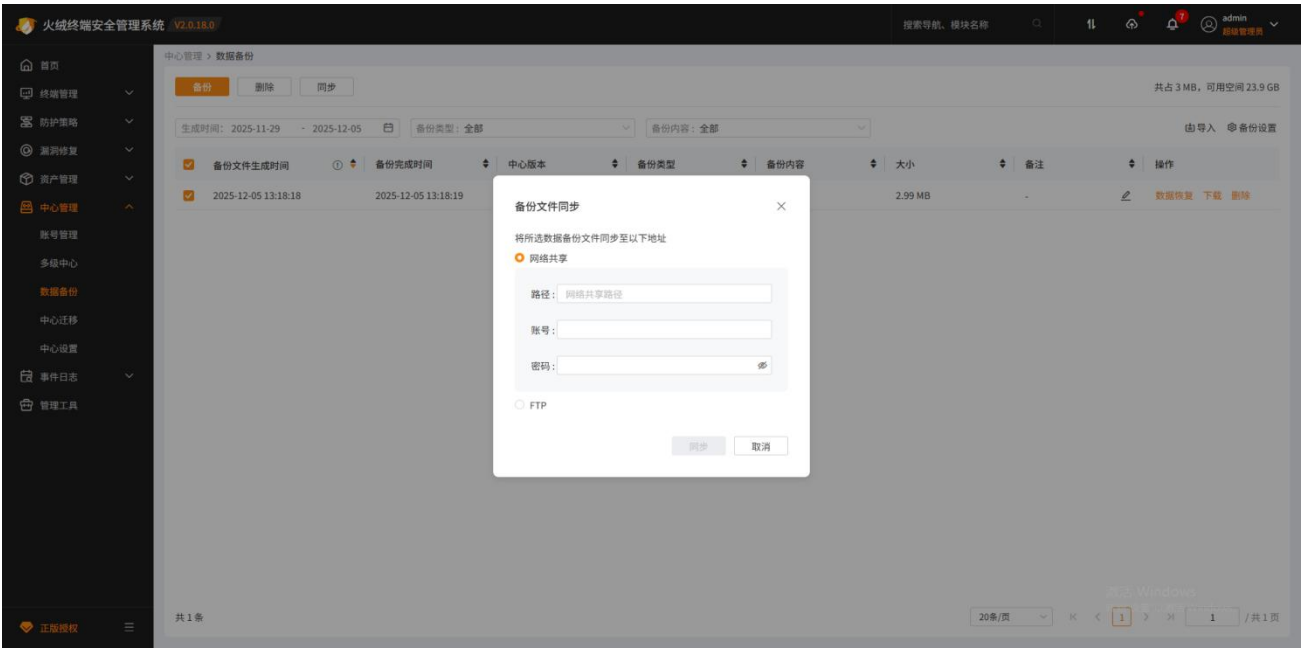 火绒终端安全管理系统 V2.0.18.0
搜索导航、模块名称
7
admin
超级管理员
首页
终端管理
防护策略
漏洞修复
资产管理
中心管理
账号管理
多级中心
数据备份
中心迁移
中心设置
事件日志
管理工具
正版授权
中心管理 > 数据备份
备份 删除 同步
共占 3 MB，可用空间 23.9 GB
生成时间： 2025-11-29 - 2025-12-05 备份类型：全部 备份内容：全部
导入 备份设置
备份文件生成时间 备份完成时间 中心版本 备份类型 备份内容 大小 备注 操作
2025-12-05 13:18:18 2025-12-05 13:18:19 2.99 MB - 数据恢复 下载 删除
备份文件同步
将所选数据备份文件同步至以下地址
网络共享
路径： 网络共享路径
账号：
密码：
FTP
同步 取消
激活 Windows
共 1 条
20条/页 1 1 / 共 1 页